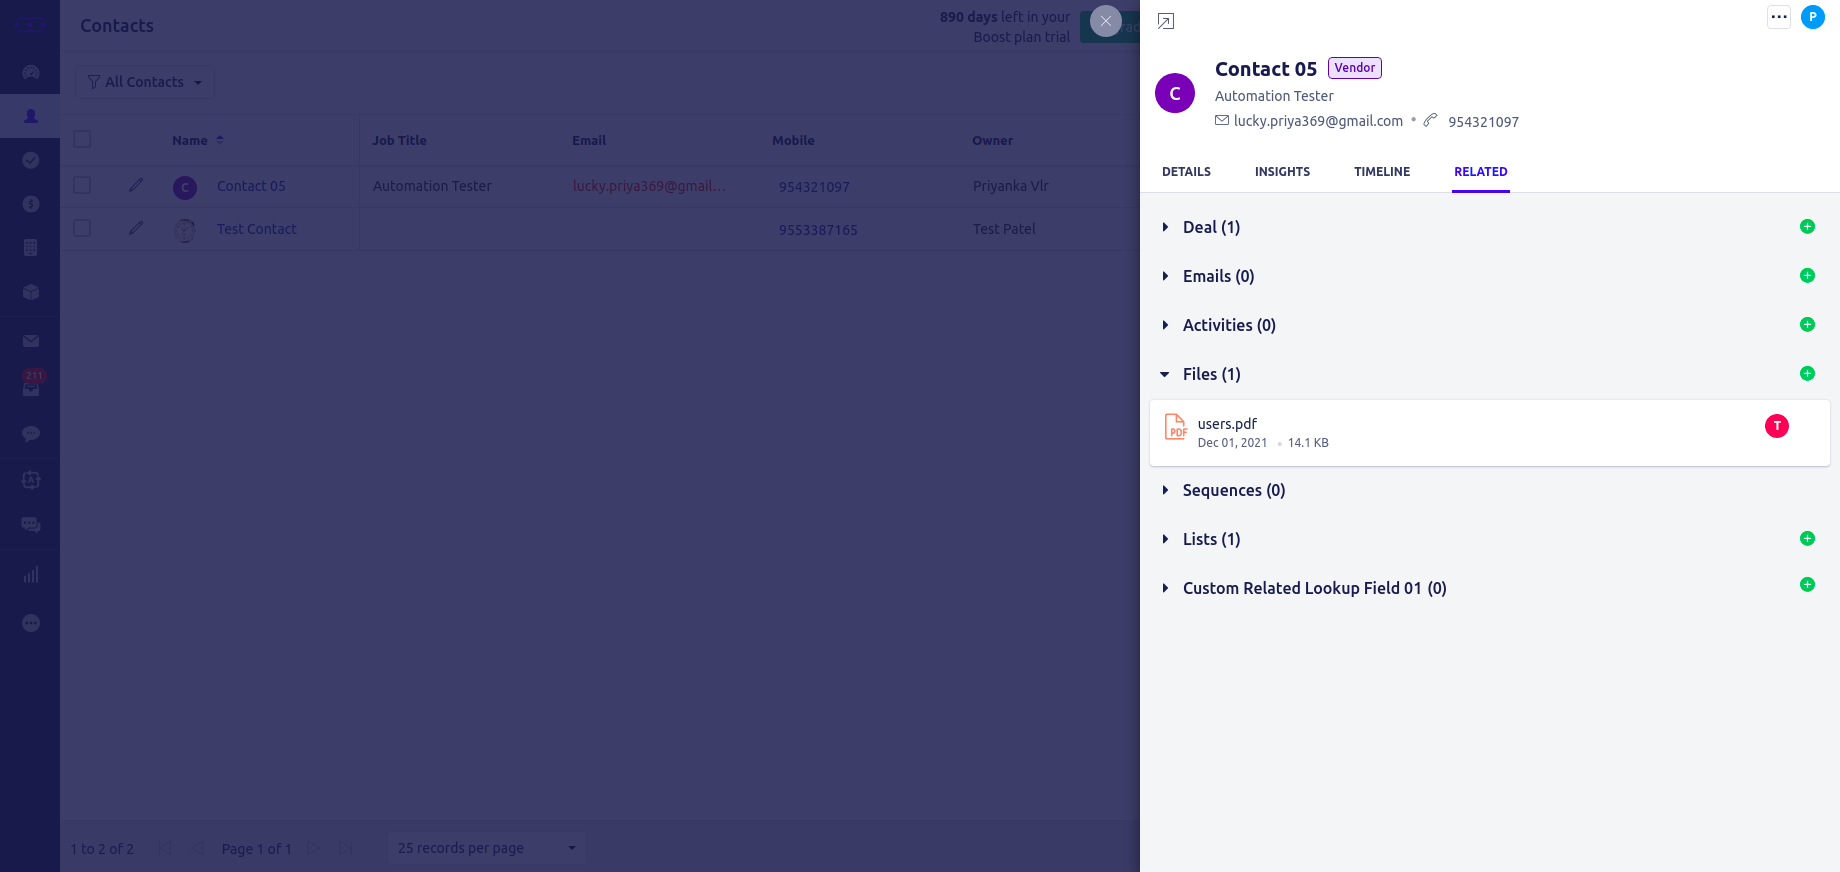 Contacts
890 days left in your
Boost plan trial
All Contacts
Name
Job Title
Email
Mobile
Owner
C
Contact 05
Automation Tester
lucky.priya369@gmail...
954321097
Priyanka Vlr
Test Contact
9553387165
Test Patel
211
1 to 2 of 2
Page 1 of 1
25 records per page
P
C
Contact 05
Vendor
Automation Tester
lucky.priya369@gmail.com
954321097
DETAILS
INSIGHTS
TIMELINE
RELATED
Deal (1)
Emails (0)
Activities (0)
Files (1)
PDF
users.pdf
Dec 01, 2021
14.1 KB
T
Sequences (0)
Lists (1)
Custom Related Lookup Field 01 (0)